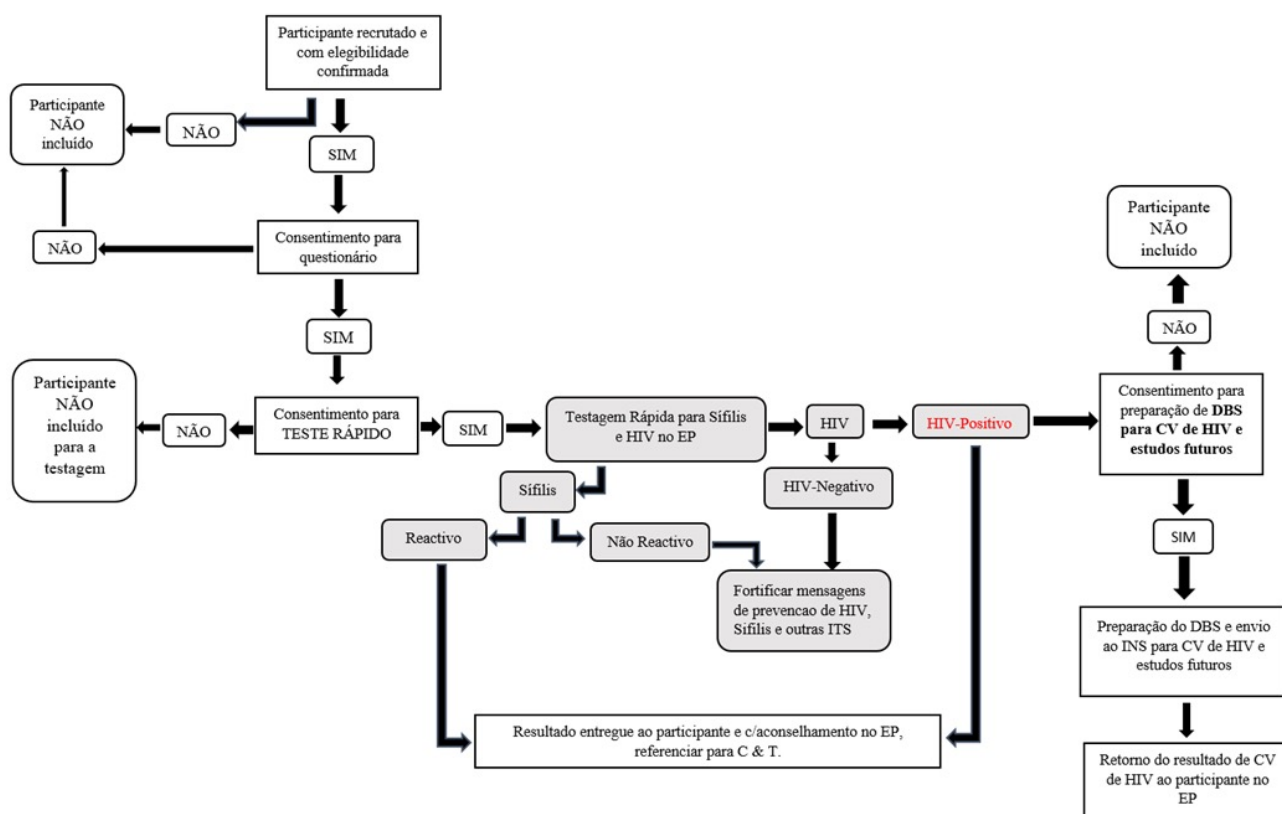 Participante recrutado e
com elegibilidade
confirmada
Participante
NÃO
incluído
NÃO
SIM
Consentimento para
questionário
NÃO
SIM
Participante
NÃO
incluído
para a
testagem
NÃO
Consentimento para
TESTE RÁPIDO
SIM
Testagem Rápida para Sífilis
e HIV no EP
HIV
HIV-Positivo
Sífilis
HIV-Negativo
Reactivo
Não Reactivo
Fortificar mensagens
de prevencao de HIV,
Sifilis e outras ITS
Resultado entregue ao participante e c/aconselhamento no EP,
referenciar para C & T.
Participante
NÃO
incluído
NÃO
Consentimento para
preparação de DBS
para CV de HIV e
estudos futuros
SIM
Preparação do DBS e envio
ao INS para CV de HIV e
estudos futuros
Retorno do resultado de CV
de HIV ao participante no
EP